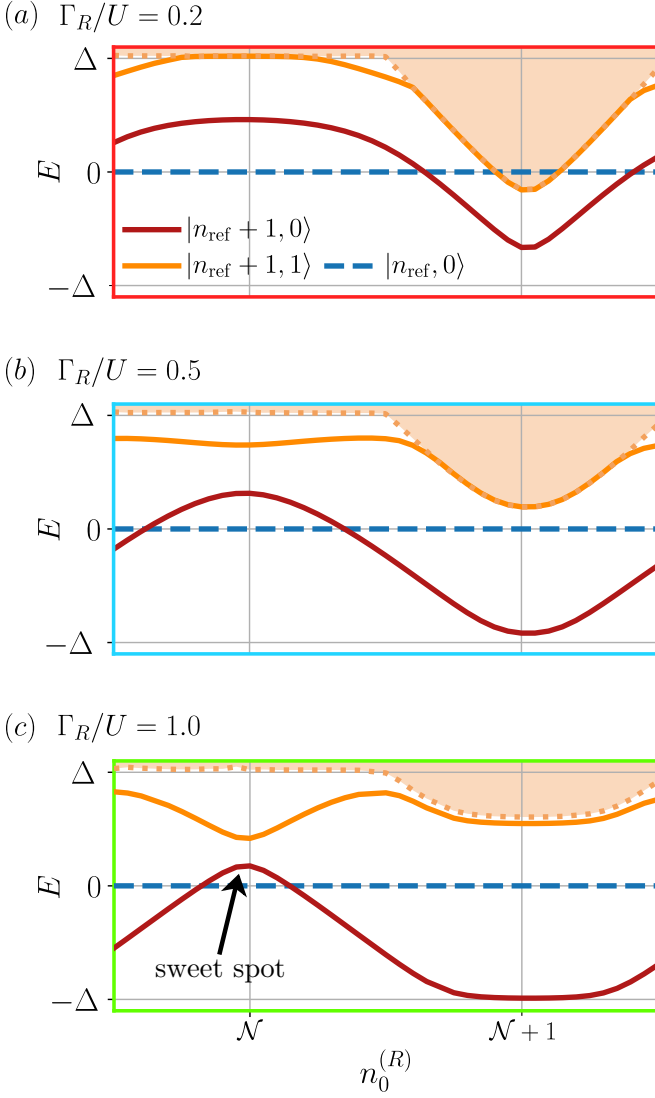 (a) Γ_R/U = 0.2
Δ
0
−Δ
E
|n_ref + 1, 0⟩
|n_ref + 1, 1⟩ |n_ref, 0⟩
(b) Γ_R/U = 0.5
Δ
0
−Δ
E
(c) Γ_R/U = 1.0
Δ
0
−Δ
E
sweet spot
𝒩 𝒩 + 1
n_0^(R)